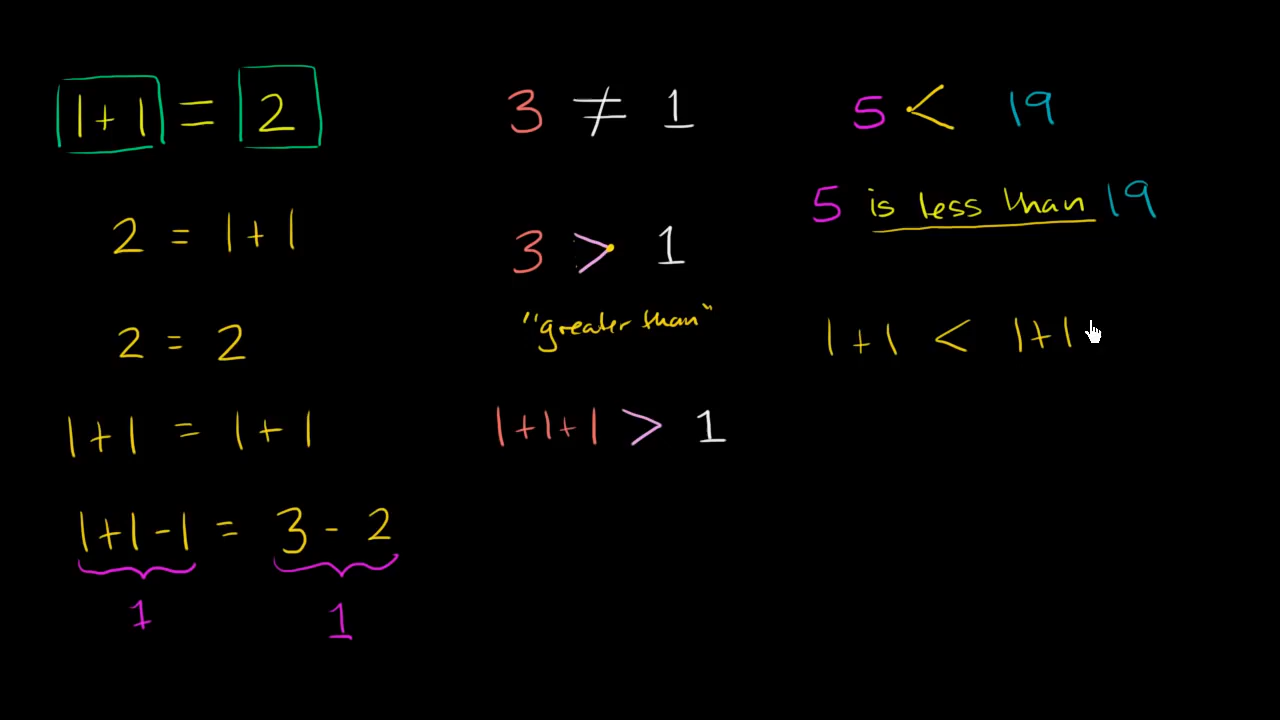 1+1 = 2
2 = 1+1
2 = 2
1+1 = 1+1
1+1-1 = 3-2
1 1
3 ≠ 1
3 > 1
"greater than"
1+1+1 > 1
5 < 19
5 is less than 19
1+1 < 1+1